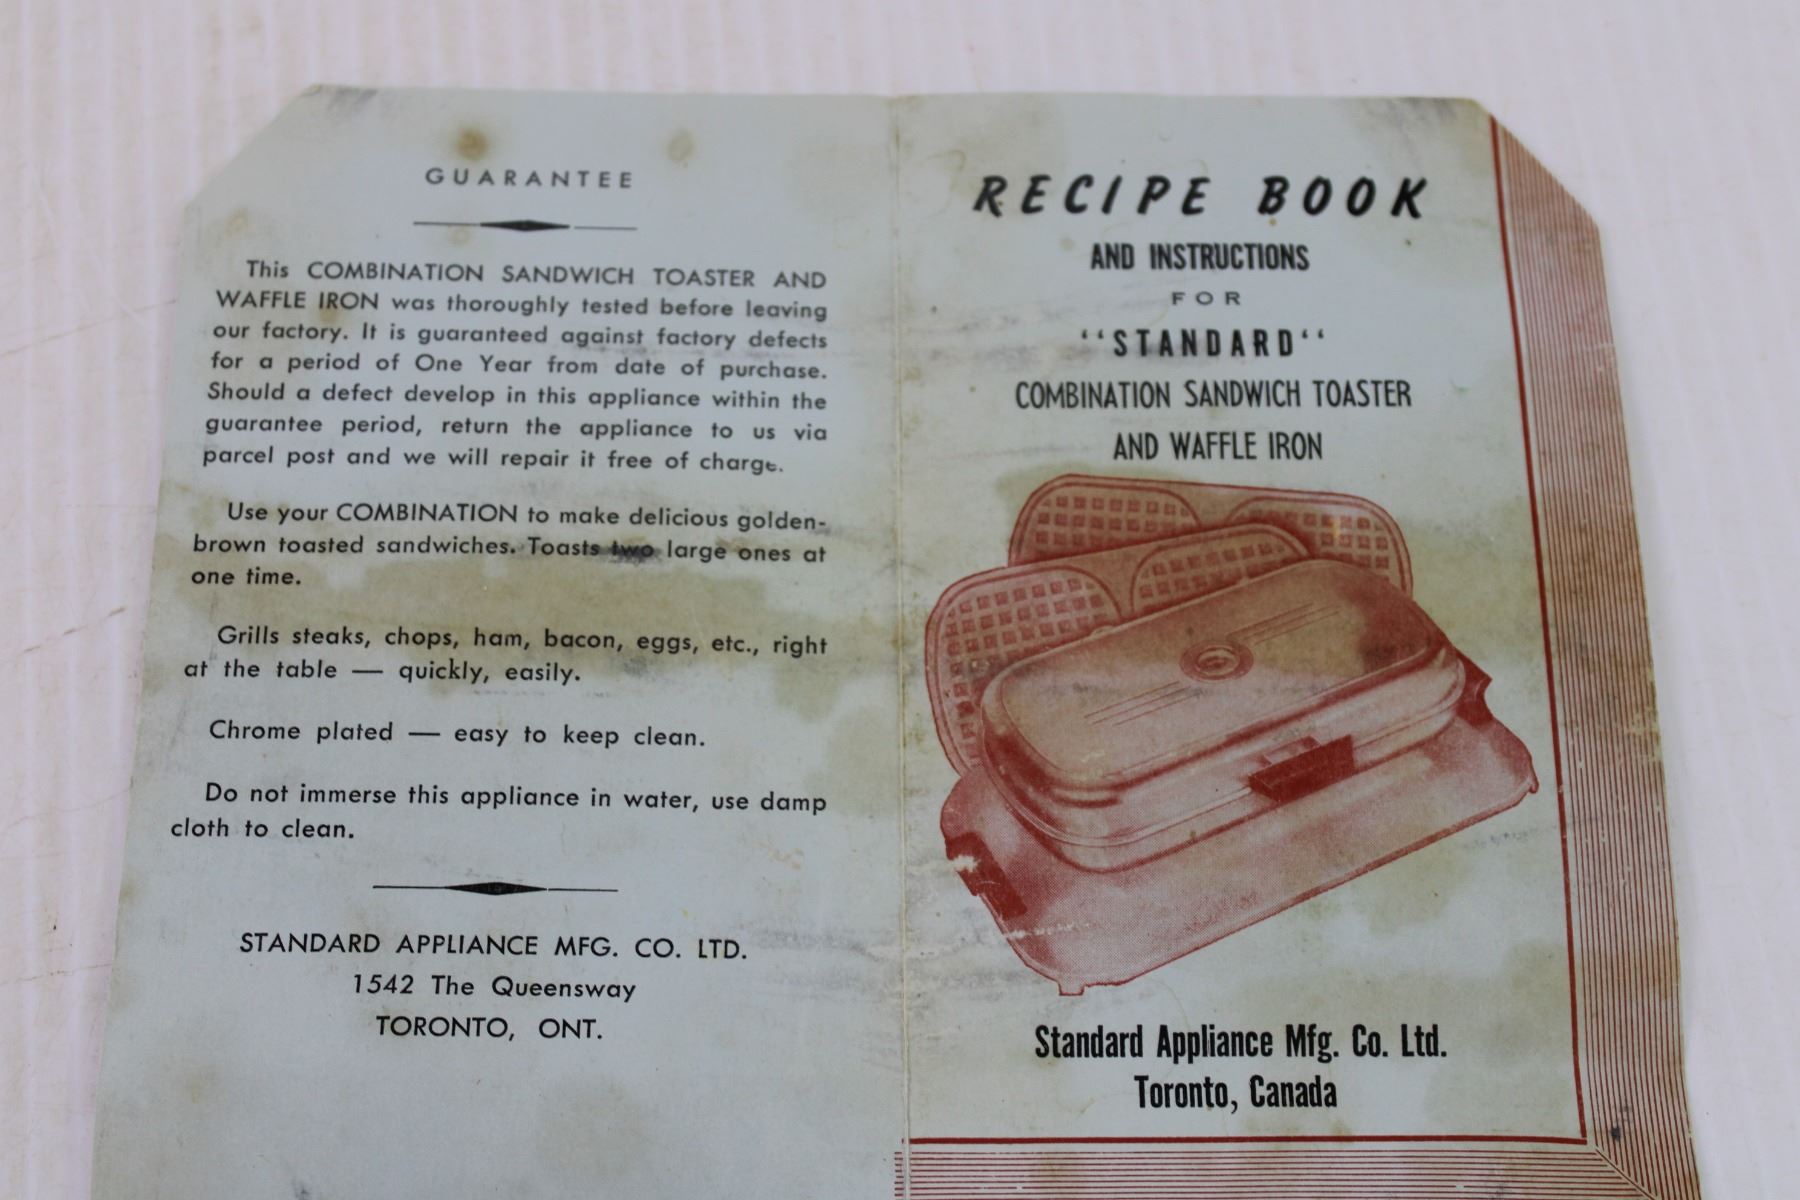 GUARANTEE
This COMBINATION SANDWICH TOASTER AND
WAFFLE IRON was thoroughly tested before leaving
our factory. It is guaranteed against factory defects
for a period of One Year from date of purchase.
Should a defect develop in this appliance within the
guarantee period, return the appliance to us via
parcel post and we will repair it free of charge.
Use your COMBINATION to make delicious golden-
brown toasted sandwiches. Toasts two large ones at
one time.
Grills steaks, chops, ham, bacon, eggs, etc., right
at the table — quickly, easily.
Chrome plated — easy to keep clean.
Do not immerse this appliance in water, use damp
cloth to clean.
STANDARD APPLIANCE MFG. CO. LTD.
1542 The Queensway
TORONTO, ONT.
RECIPE BOOK
AND INSTRUCTIONS
FOR
‘‘STANDARD‘‘
COMBINATION SANDWICH TOASTER
AND WAFFLE IRON
Standard Appliance Mfg. Co. Ltd.
Toronto, Canada